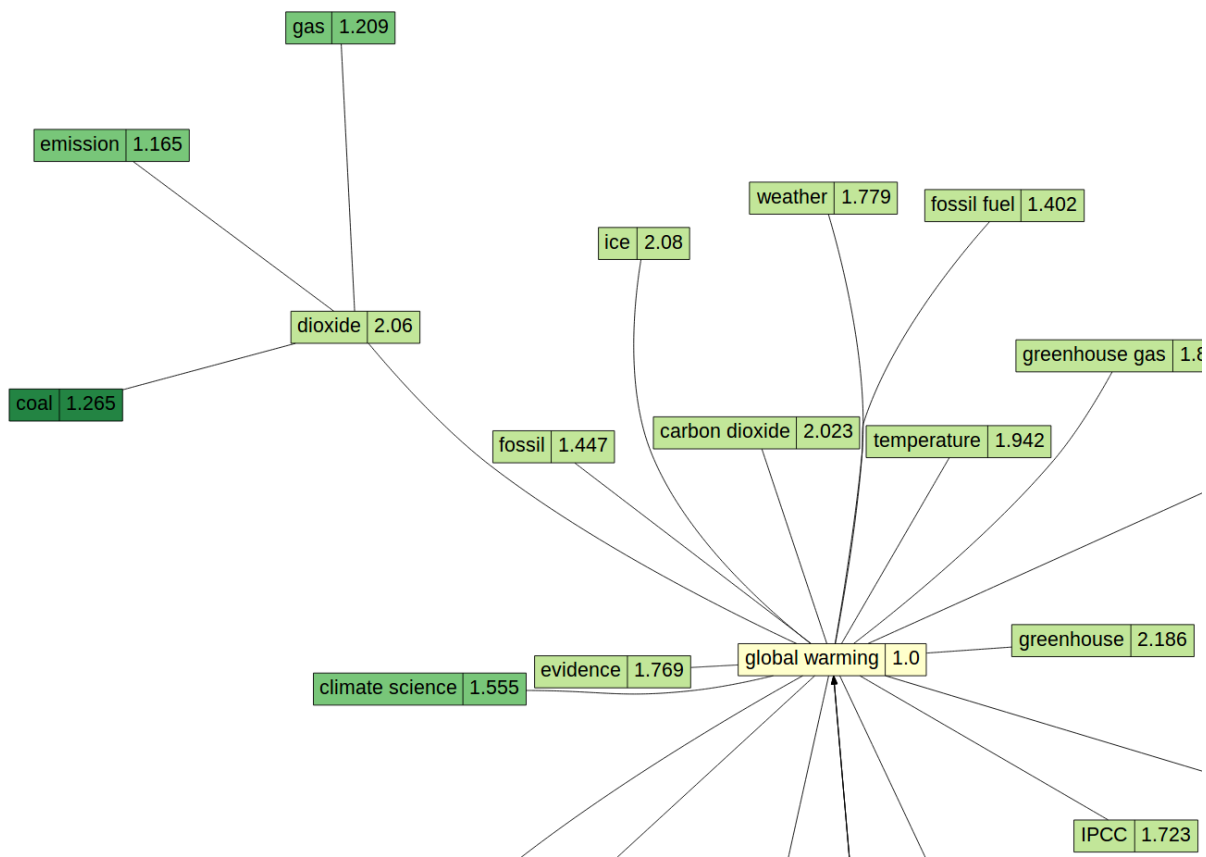 gas 1.209
emission 1.165
weather 1.779
fossil fuel 1.402
ice 2.08
dioxide 2.06
greenhouse gas 1.8
coal 1.265
carbon dioxide 2.023
fossil 1.447
temperature 1.942
greenhouse 2.186
global warming 1.0
evidence 1.769
climate science 1.555
IPCC 1.723